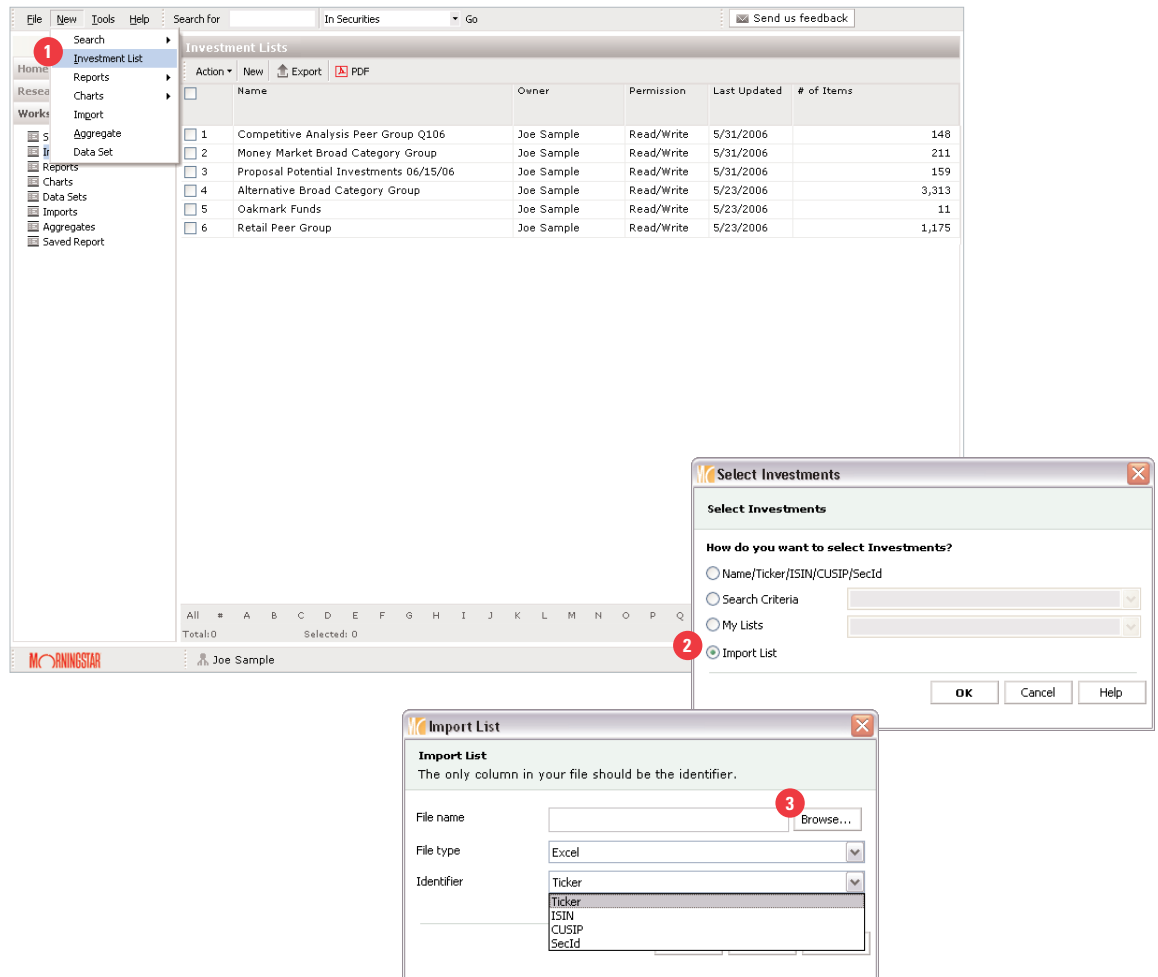 File New Tools Help Search for In Securities Go Send us feedback
1
Search
Investment List
Reports
Charts
Import
Aggregate
Data Set
Home
Resea
Works
S
Ir
Reports
Charts
Data Sets
Imports
Aggregates
Saved Report
Investment Lists
Action New Export PDF
Name Owner Permission Last Updated # of Items
1 Competitive Analysis Peer Group Q106 Joe Sample Read/Write 5/31/2006 148
2 Money Market Broad Category Group Joe Sample Read/Write 5/31/2006 211
3 Proposal Potential Investments 06/15/06 Joe Sample Read/Write 5/31/2006 159
4 Alternative Broad Category Group Joe Sample Read/Write 5/23/2006 3,313
5 Oakmark Funds Joe Sample Read/Write 5/23/2006 11
6 Retail Peer Group Joe Sample Read/Write 5/23/2006 1,175
All # A B C D E F G H I J K L M N O P Q
Total:0 Selected: 0
MORNINGSTAR Joe Sample
Select Investments
Select Investments
How do you want to select Investments?
Name/Ticker/ISIN/CUSIP/SecId
Search Criteria
My Lists
2
Import List
OK Cancel Help
Import List
Import List
The only column in your file should be the identifier.
3
File name Browse...
File type Excel
Identifier Ticker
Ticker
ISIN
CUSIP
SecId